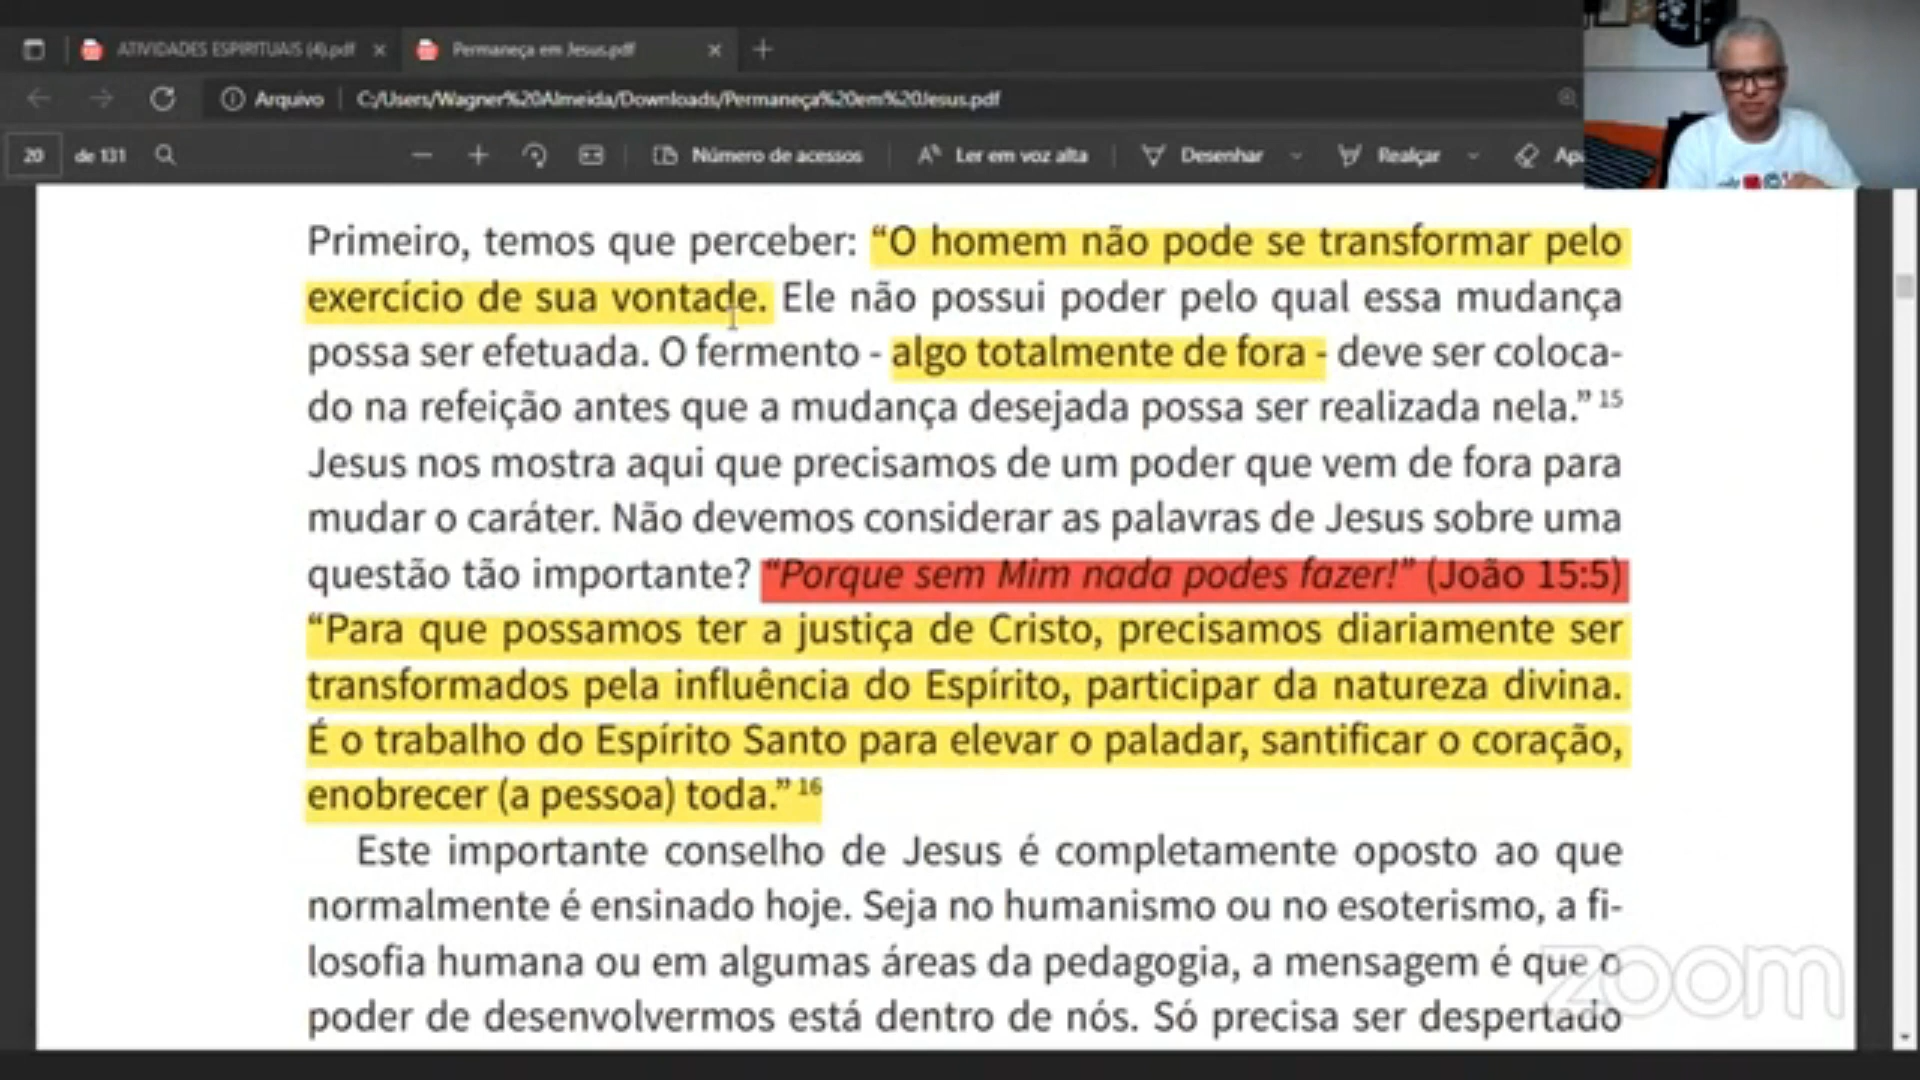 ATIVIDADES ESPIRITUAIS (4).pdf
Permaneça em Jesus.pdf
Arquivo
C:/Users/Wagner%20Almeida/Downloads/Permaneça%20em%20Jesus.pdf
20 de 131
Número de acessos
Ler em voz alta
Desenhar
Realçar
Primeiro, temos que perceber: “O homem não pode se transformar pelo
exercício de sua vontade. Ele não possui poder pelo qual essa mudança
possa ser efetuada. O fermento - algo totalmente de fora - deve ser coloca-
do na refeição antes que a mudança desejada possa ser realizada nela.” 15
Jesus nos mostra aqui que precisamos de um poder que vem de fora para
mudar o caráter. Não devemos considerar as palavras de Jesus sobre uma
questão tão importante? “Porque sem Mim nada podes fazer!” (João 15:5)
“Para que possamos ter a justiça de Cristo, precisamos diariamente ser
transformados pela influência do Espírito, participar da natureza divina.
É o trabalho do Espírito Santo para elevar o paladar, santificar o coração,
enobrecer (a pessoa) toda.” 16
Este importante conselho de Jesus é completamente oposto ao que
normalmente é ensinado hoje. Seja no humanismo ou no esoterismo, a fi-
losofia humana ou em algumas áreas da pedagogia, a mensagem é que o
poder de desenvolvermos está dentro de nós. Só precisa ser despertado
zoom